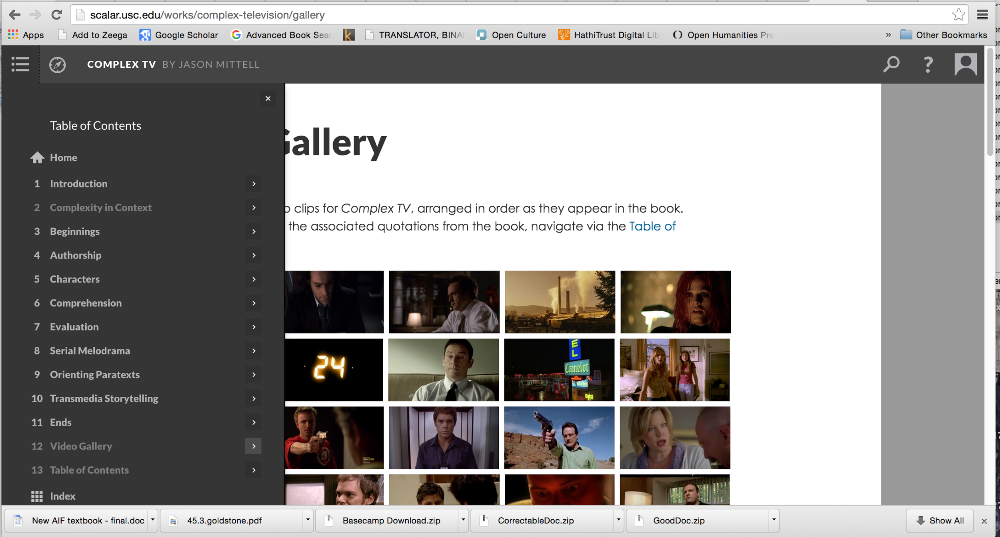 scalar.usc.edu/works/complex-television/gallery
Apps Add to Zeega Google Scholar Advanced Book Sear TRANSLATOR, BINA Open Culture HathiTrust Digital Lib Open Humanities Pre » Other Bookmarks
COMPLEX TV BY JASON MITTELL ?
×
Table of Contents
Home
1 Introduction
2 Complexity in Context
3 Beginnings
4 Authorship
5 Characters
6 Comprehension
7 Evaluation
8 Serial Melodrama
9 Orienting Paratexts
10 Transmedia Storytelling
11 Ends
12 Video Gallery
13 Table of Contents
Index
Gallery
o clips for Complex TV, arranged in order as they appear in the book.
the associated quotations from the book, navigate via the Table of
24
EL
Camelot
New AIF textbook - final.doc 45.3.goldstone.pdf Basecamp Download.zip CorrectableDoc.zip GoodDoc.zip Show All ×